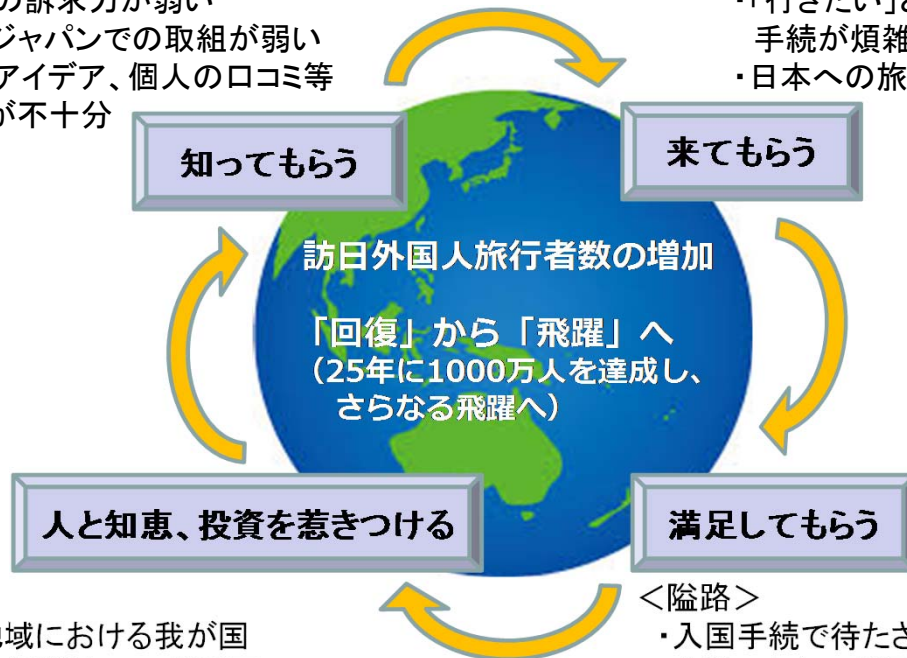 の訴求力が弱い
ジャパンでの取組が弱い
アイデア、個人の口コミ等
が不十分
・「行きたい」
手続が煩雑
・日本への旅
知ってもらう
来てもらう
訪日外国人旅行者数の増加
「回復」から「飛躍」へ
（25年に1000万人を達成し、
さらなる飛躍へ）
人と知恵、投資を惹きつける
満足してもらう
域における我が国
＜隘路＞
・入国手続で待たさ